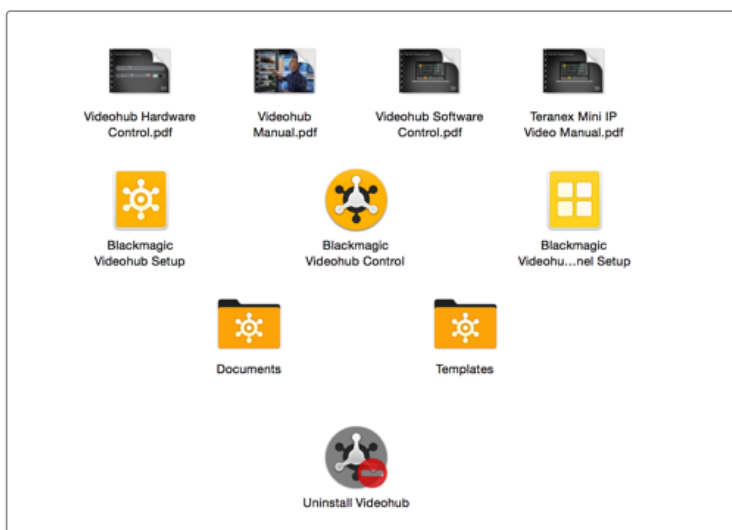 Videohub Hardware
Control.pdf
Videohub
Manual.pdf
Videohub Software
Control.pdf
Teranex Mini IP
Video Manual.pdf
Blackmagic
Videohub Setup
Blackmagic
Videohub Control
Blackmagic
Videohu...nel Setup
Documents
Templates
Uninstall Videohub